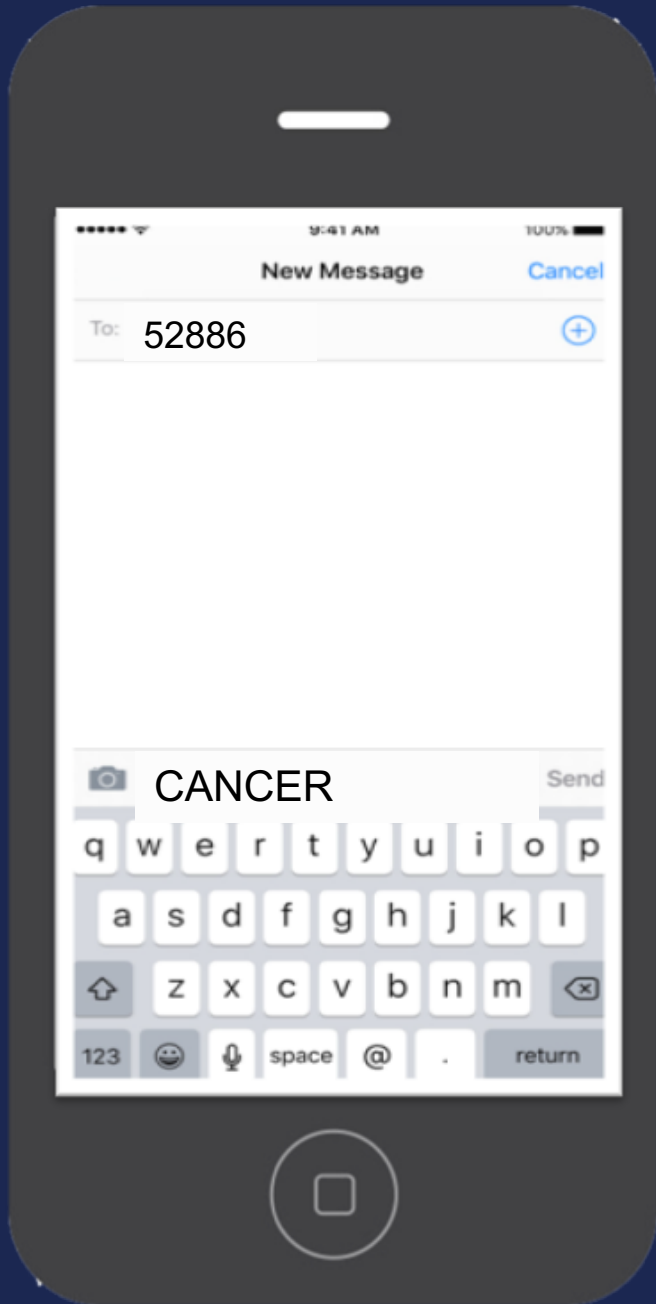 9:41 AM 100%
New Message Cancel
To: 52886
CANCER Send
q w e r t y u i o p
a s d f g h j k l
z x c v b n m
123 space @ . return